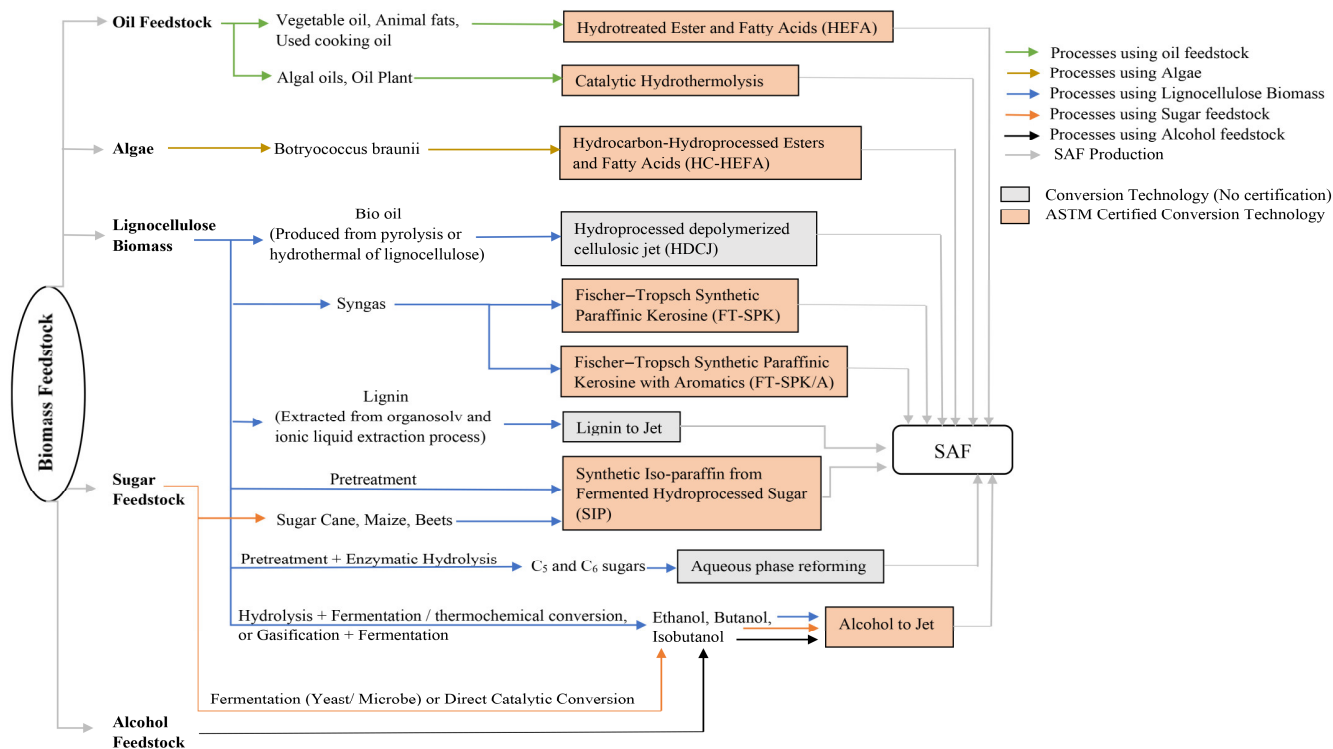 Oil Feedstock
Vegetable oil, Animal fats,
Used cooking oil
Hydrotreated Ester and Fatty Acids (HEFA)
Algal oils, Oil Plant
Catalytic Hydrothermolysis
Processes using oil feedstock
Processes using Algae
Processes using Lignocellulose Biomass
Processes using Sugar feedstock
Processes using Alcohol feedstock
SAF Production
Conversion Technology (No certification)
ASTM Certified Conversion Technology
Algae
Botryococcus braunii
Hydrocarbon-Hydroprocessed Esters
and Fatty Acids (HC-HEFA)
Lignocellulose
Biomass
Bio oil
(Produced from pyrolysis or
hydrothermal of lignocellulose)
Hydroprocessed depolymerized
cellulosic jet (HDCJ)
Syngas
Fischer–Tropsch Synthetic
Paraffinic Kerosine (FT-SPK)
Fischer–Tropsch Synthetic Paraffinic
Kerosine with Aromatics (FT-SPK/A)
Biomass Feedstock
Lignin
(Extracted from organosolv and
ionic liquid extraction process)
Lignin to Jet
SAF
Sugar
Feedstock
Pretreatment
Synthetic Iso-paraffin from
Fermented Hydroprocessed Sugar
(SIP)
Sugar Cane, Maize, Beets
Pretreatment + Enzymatic Hydrolysis
C₅ and C₆ sugars
Aqueous phase reforming
Hydrolysis + Fermentation / thermochemical conversion,
or Gasification + Fermentation
Ethanol, Butanol,
Isobutanol
Alcohol to Jet
Fermentation (Yeast/ Microbe) or Direct Catalytic Conversion
Alcohol
Feedstock